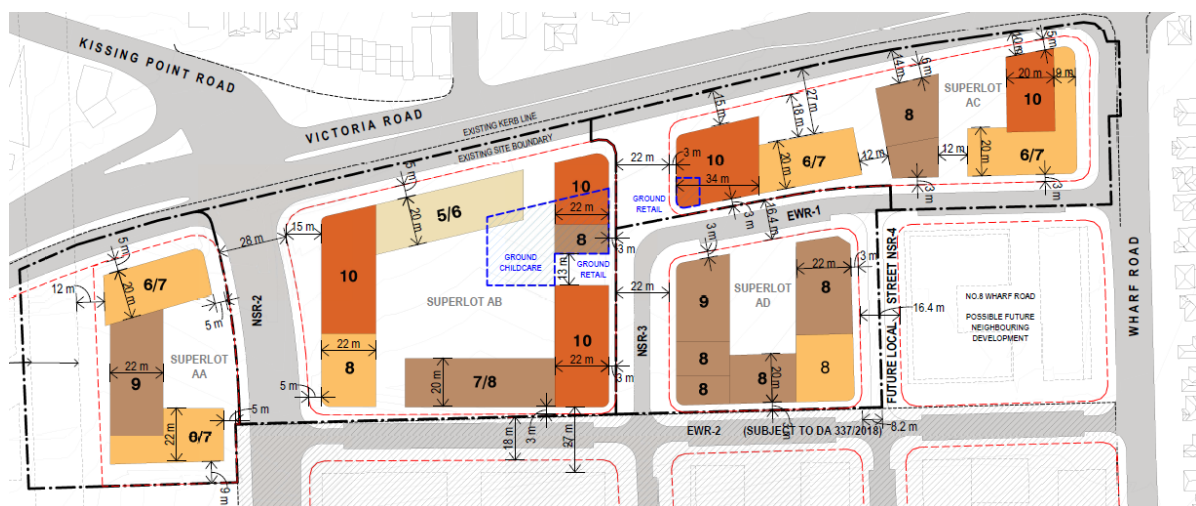 KISSING POINT ROAD
VICTORIA ROAD
EXISTING KERB LINE
EXISTING SITE BOUNDARY
10 m
5 m
14 m
6 m
20 m
9 m
SUPERLOT
AC
10
8
27 m
18 m
15 m
3 m
10
34 m
20 m
6/7
12 m
12 m
20 m
6/7
3 m
3 m
3 m
22 m
GROUND
RETAIL
16.4 m
EWR-1
5 m
20 m
5/6
10
22 m
8
3 m
GROUND
CHILDCARE
GROUND
RETAIL
13 m
15 m
28 m
10
SUPERLOT AB
22 m
8
5 m
20 m
7/8
10
22 m
3 m
3 m
18 m
27 m
5 m
20 m
6/7
12 m
5 m
NSR-2
SUPERLOT
AA
22 m
9
22 m
6/7
5 m
9 m
22 m
NSR-3
3 m
9
SUPERLOT
AD
22 m
8
3 m
8
8
8
20 m
8
FUTURE LOCAL STREET NSR-4
16.4 m
NO.8 WHARF ROAD
POSSIBLE FUTURE
NEIGHBOURING
DEVELOPMENT
WHARF ROAD
EWR-2 (SUBJECT TO DA 337/2018)
8.2 m